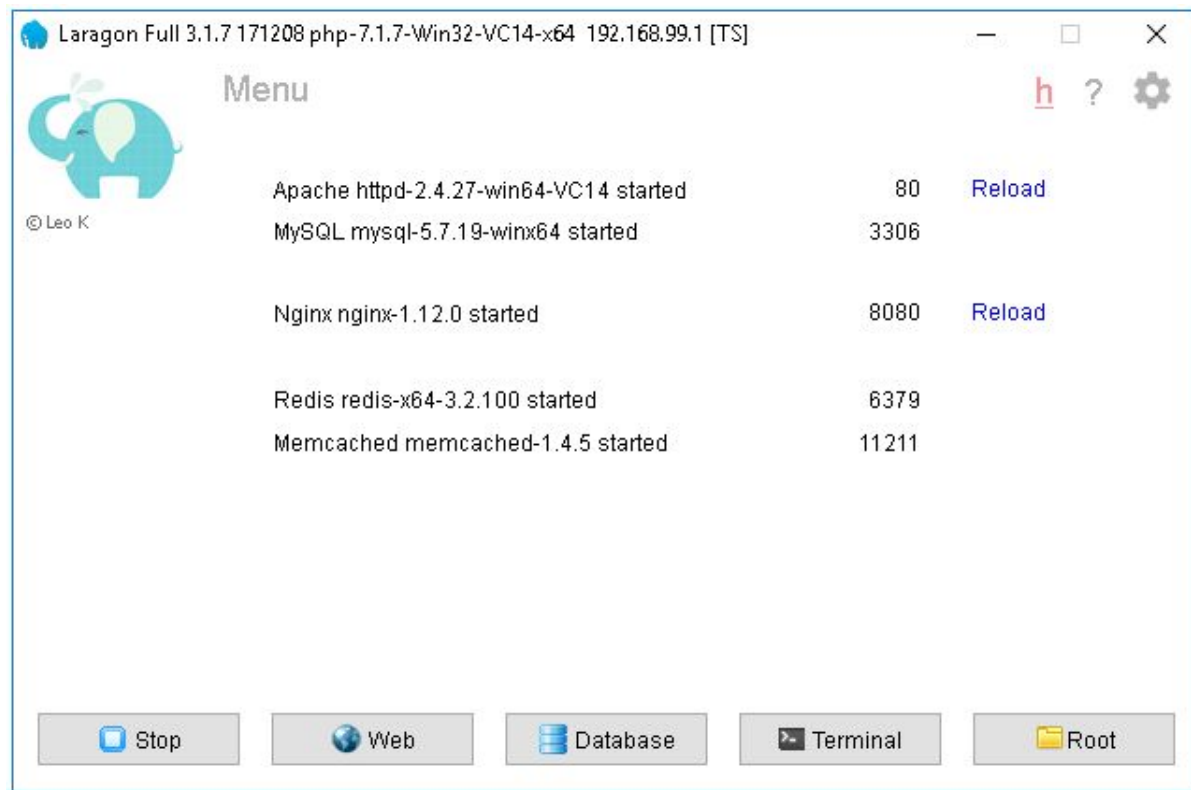 Laragon Full 3.1.7 171208 php-7.1.7-Win32-VC14-x64 192.168.99.1 [TS]
Menu
h ?
© Leo K
Apache httpd-2.4.27-win64-VC14 started 80 Reload
MySQL mysql-5.7.19-winx64 started 3306
Nginx nginx-1.12.0 started 8080 Reload
Redis redis-x64-3.2.100 started 6379
Memcached memcached-1.4.5 started 11211
Stop Web Database Terminal Root